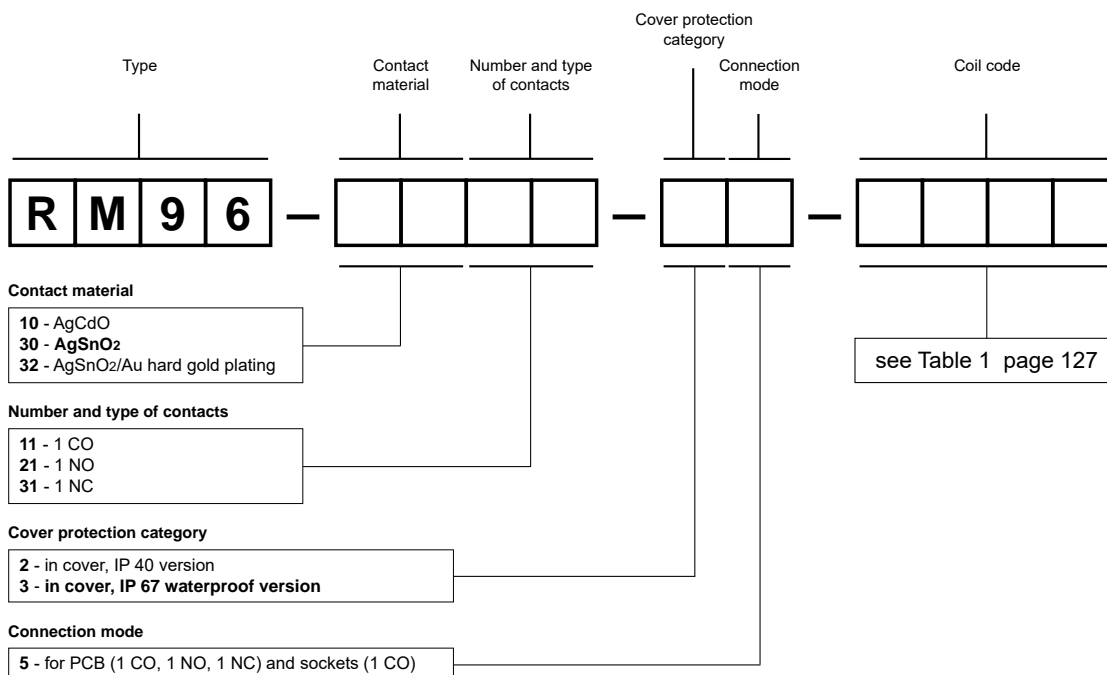 Cover protection
category
Type
Contact
material
Number and type
of contacts
Connection
mode
Coil code
R M 9 6 – – –
Contact material
10 - AgCdO
30 - AgSnO2
32 - AgSnO2/Au hard gold plating
see Table 1 page 127
Number and type of contacts
11 - 1 CO
21 - 1 NO
31 - 1 NC
Cover protection category
2 - in cover, IP 40 version
3 - in cover, IP 67 waterproof version
Connection mode
5 - for PCB (1 CO, 1 NO, 1 NC) and sockets (1 CO)